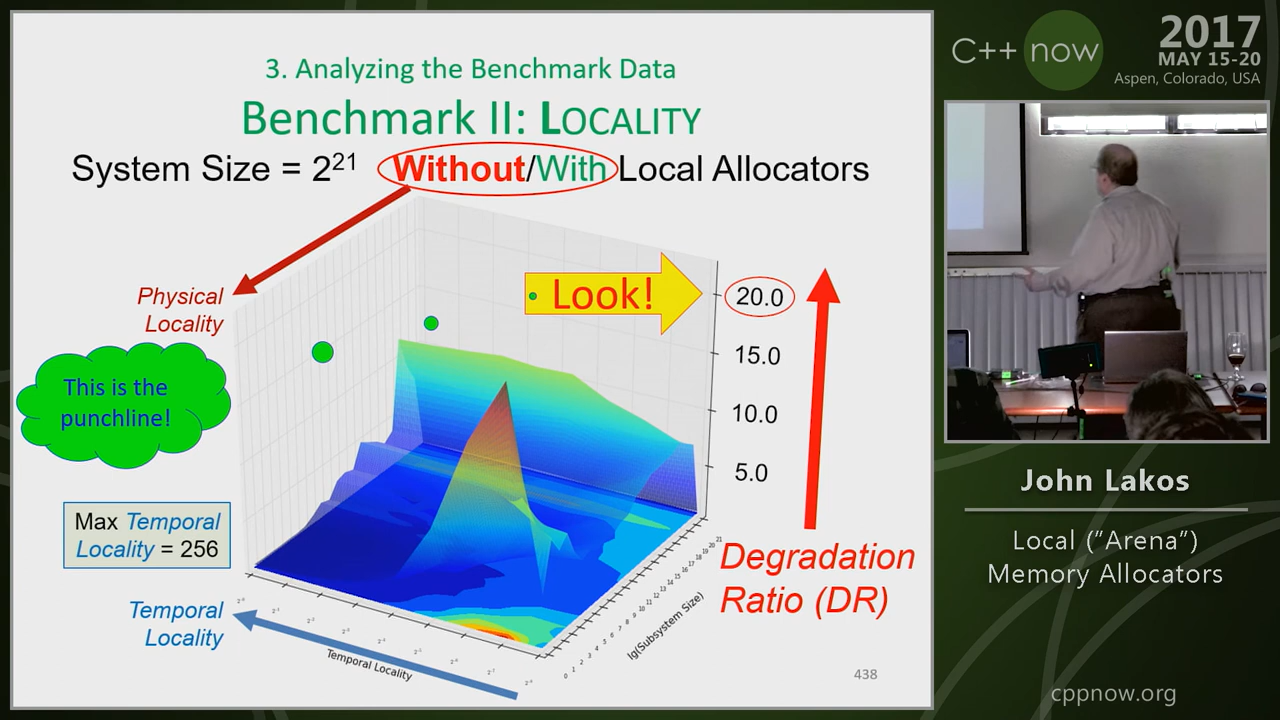 3. Analyzing the Benchmark Data
Benchmark II: LOCALITY
System Size = 2²¹ Without/With Local Allocators
Physical
Locality
Look!
20.0
15.0
10.0
5.0
This is the
punchline!
Max Temporal
Locality = 256
Temporal
Locality
Degradation
Ratio (DR)
Temporal Locality
lg(Subsystem Size)
438
C++ now
2017
MAY 15-20
Aspen, Colorado, USA
John Lakos
Local ("Arena")
Memory Allocators
cppnow.org